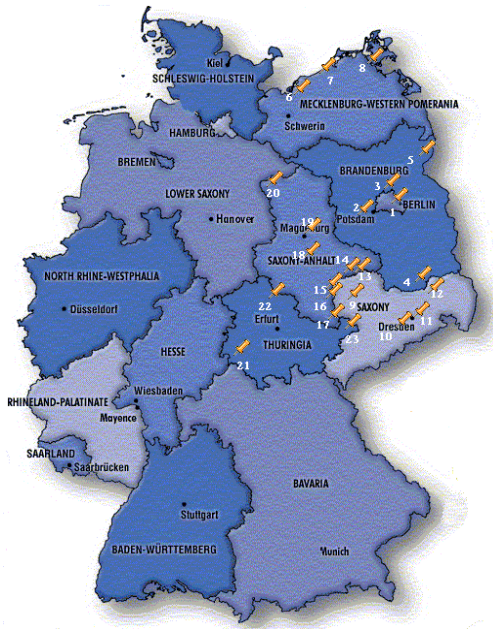 Kiel
SCHLESWIG-HOLSTEIN
8
7
6
MECKLENBURG-WESTERN POMERANIA
Schwerin
HAMBURG
BREMEN
5
BRANDENBURG
3
20
LOWER SAXONY
2
BERLIN
1
Potsdam
Hanover
19
Magdeburg
18
SAXONY-ANHALT
14
13
NORTH RHINE-WESTPHALIA
4
12
15
22
9
16
SAXONY
Düsseldorf
11
17
Erfurt
Dresden
23
10
THURINGIA
HESSE
21
Wiesbaden
RHINELAND-PALATINATE
Mayence
SAARLAND
Saarbrücken
BAVARIA
Stuttgart
BADEN-WÜRTTEMBERG
Munich